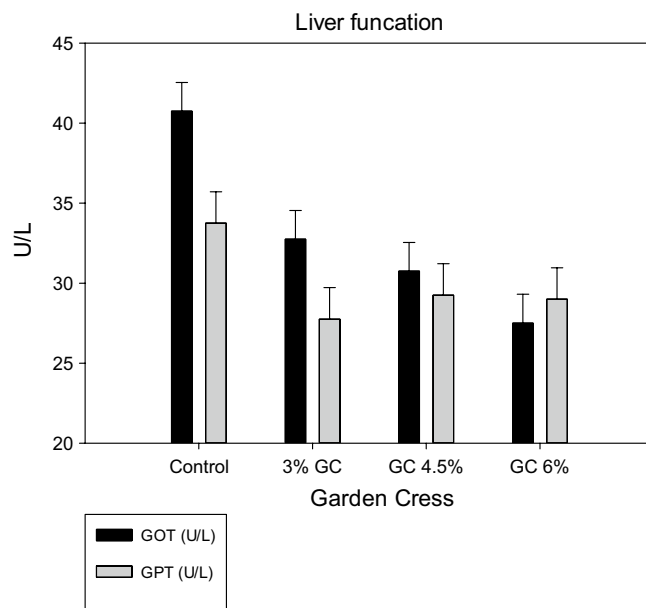 Liver funcation
45
40
35
30
25
20
U/L
Control 3% GC GC 4.5% GC 6%
Garden Cress
GOT (U/L)
GPT (U/L)